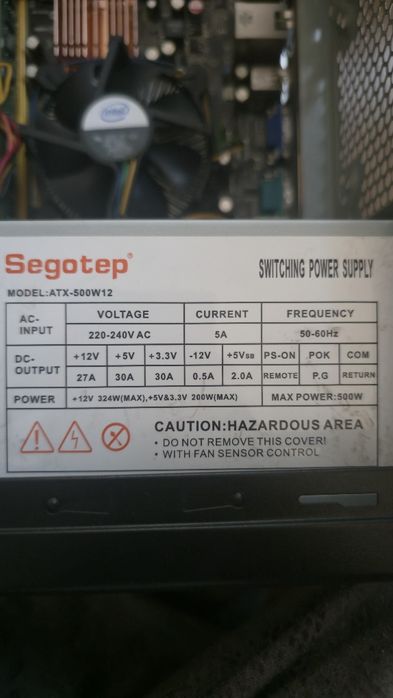 intel
Segotep®
SWITCHING POWER SUPPLY
MODEL:ATX-500W12
AC-INPUT VOLTAGE CURRENT FREQUENCY
220-240V AC 5A 50-60Hz
DC-OUTPUT +12V +5V +3.3V -12V +5VSB PS-ON POK COM
27A 30A 30A 0.5A 2.0A REMOTE P.G RETURN
POWER +12V 324W(MAX),+5V&3.3V 200W(MAX) MAX POWER:500W
CAUTION:HAZARDOUS AREA
• DO NOT REMOVE THIS COVER!
• WITH FAN SENSOR CONTROL